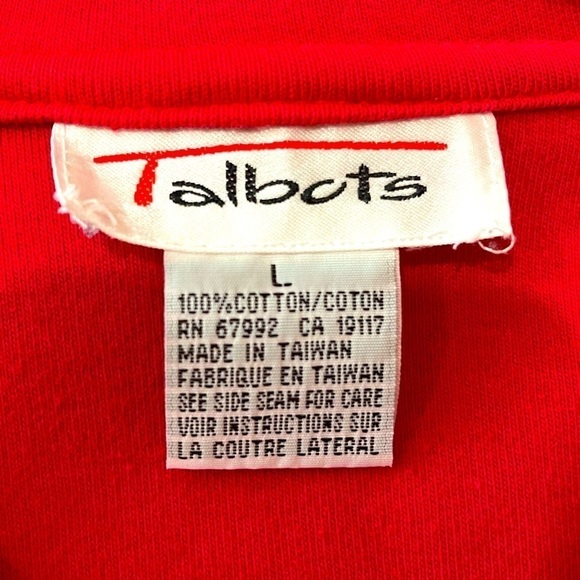 Talbots
L
100%COTTON/COTON
RN 67992 CA 19117
MADE IN TAIWAN
FABRIQUE EN TAIWAN
SEE SIDE SEAM FOR CARE
VOIR INSTRUCTIONS SUR
LA COUTRE LATERAL